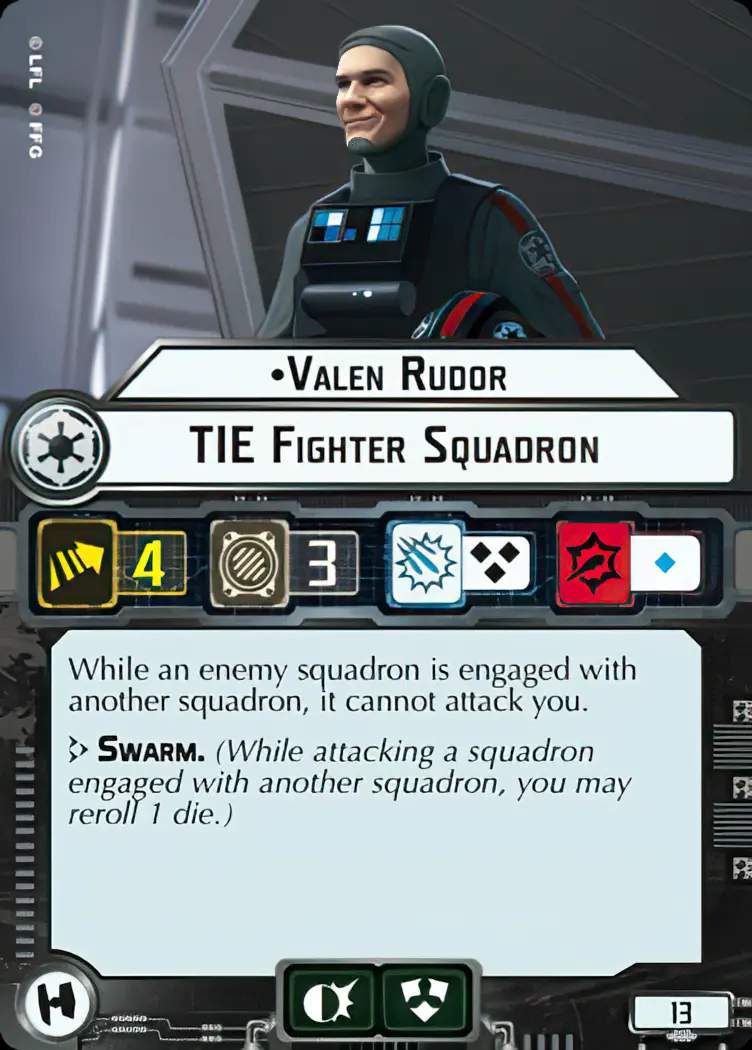 © LFL © FFG
•Valen Rudor
TIE Fighter Squadron
4
3
While an enemy squadron is engaged with
another squadron, it cannot attack you.
Swarm. (While attacking a squadron
engaged with another squadron, you may
reroll 1 die.)
13